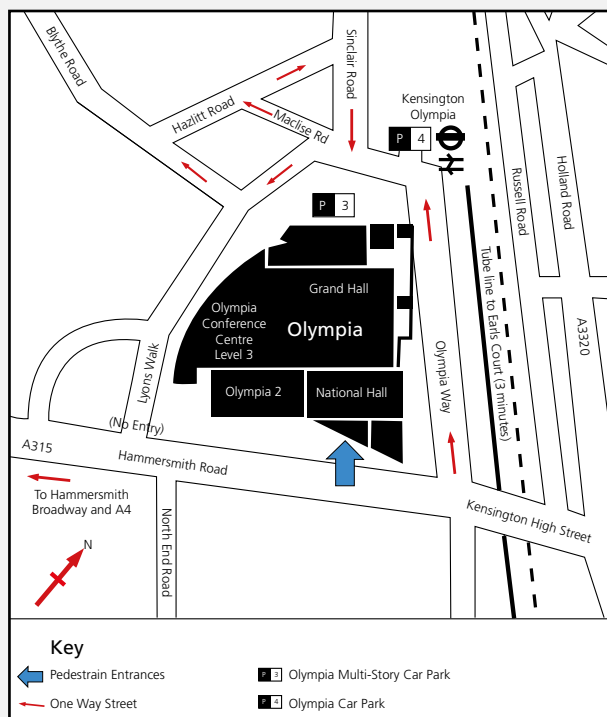 Blythe Road
Sinclair Road
Hazlitt Road
Maclise Rd
Kensington
Olympia
P 4
P 3
Russell Road
Holland Road
Grand Hall
Olympia
Conference
Centre
Level 3
Olympia
Tube line to Earls Court (3 minutes)
A3320
Lyons Walk
Olympia Way
Olympia 2
National Hall
(No Entry)
A315
Hammersmith Road
To Hammersmith
Broadway and A4
North End Road
Kensington High Street
N
Key
Pedestrain Entrances
P 3 Olympia Multi-Story Car Park
One Way Street
P 4 Olympia Car Park